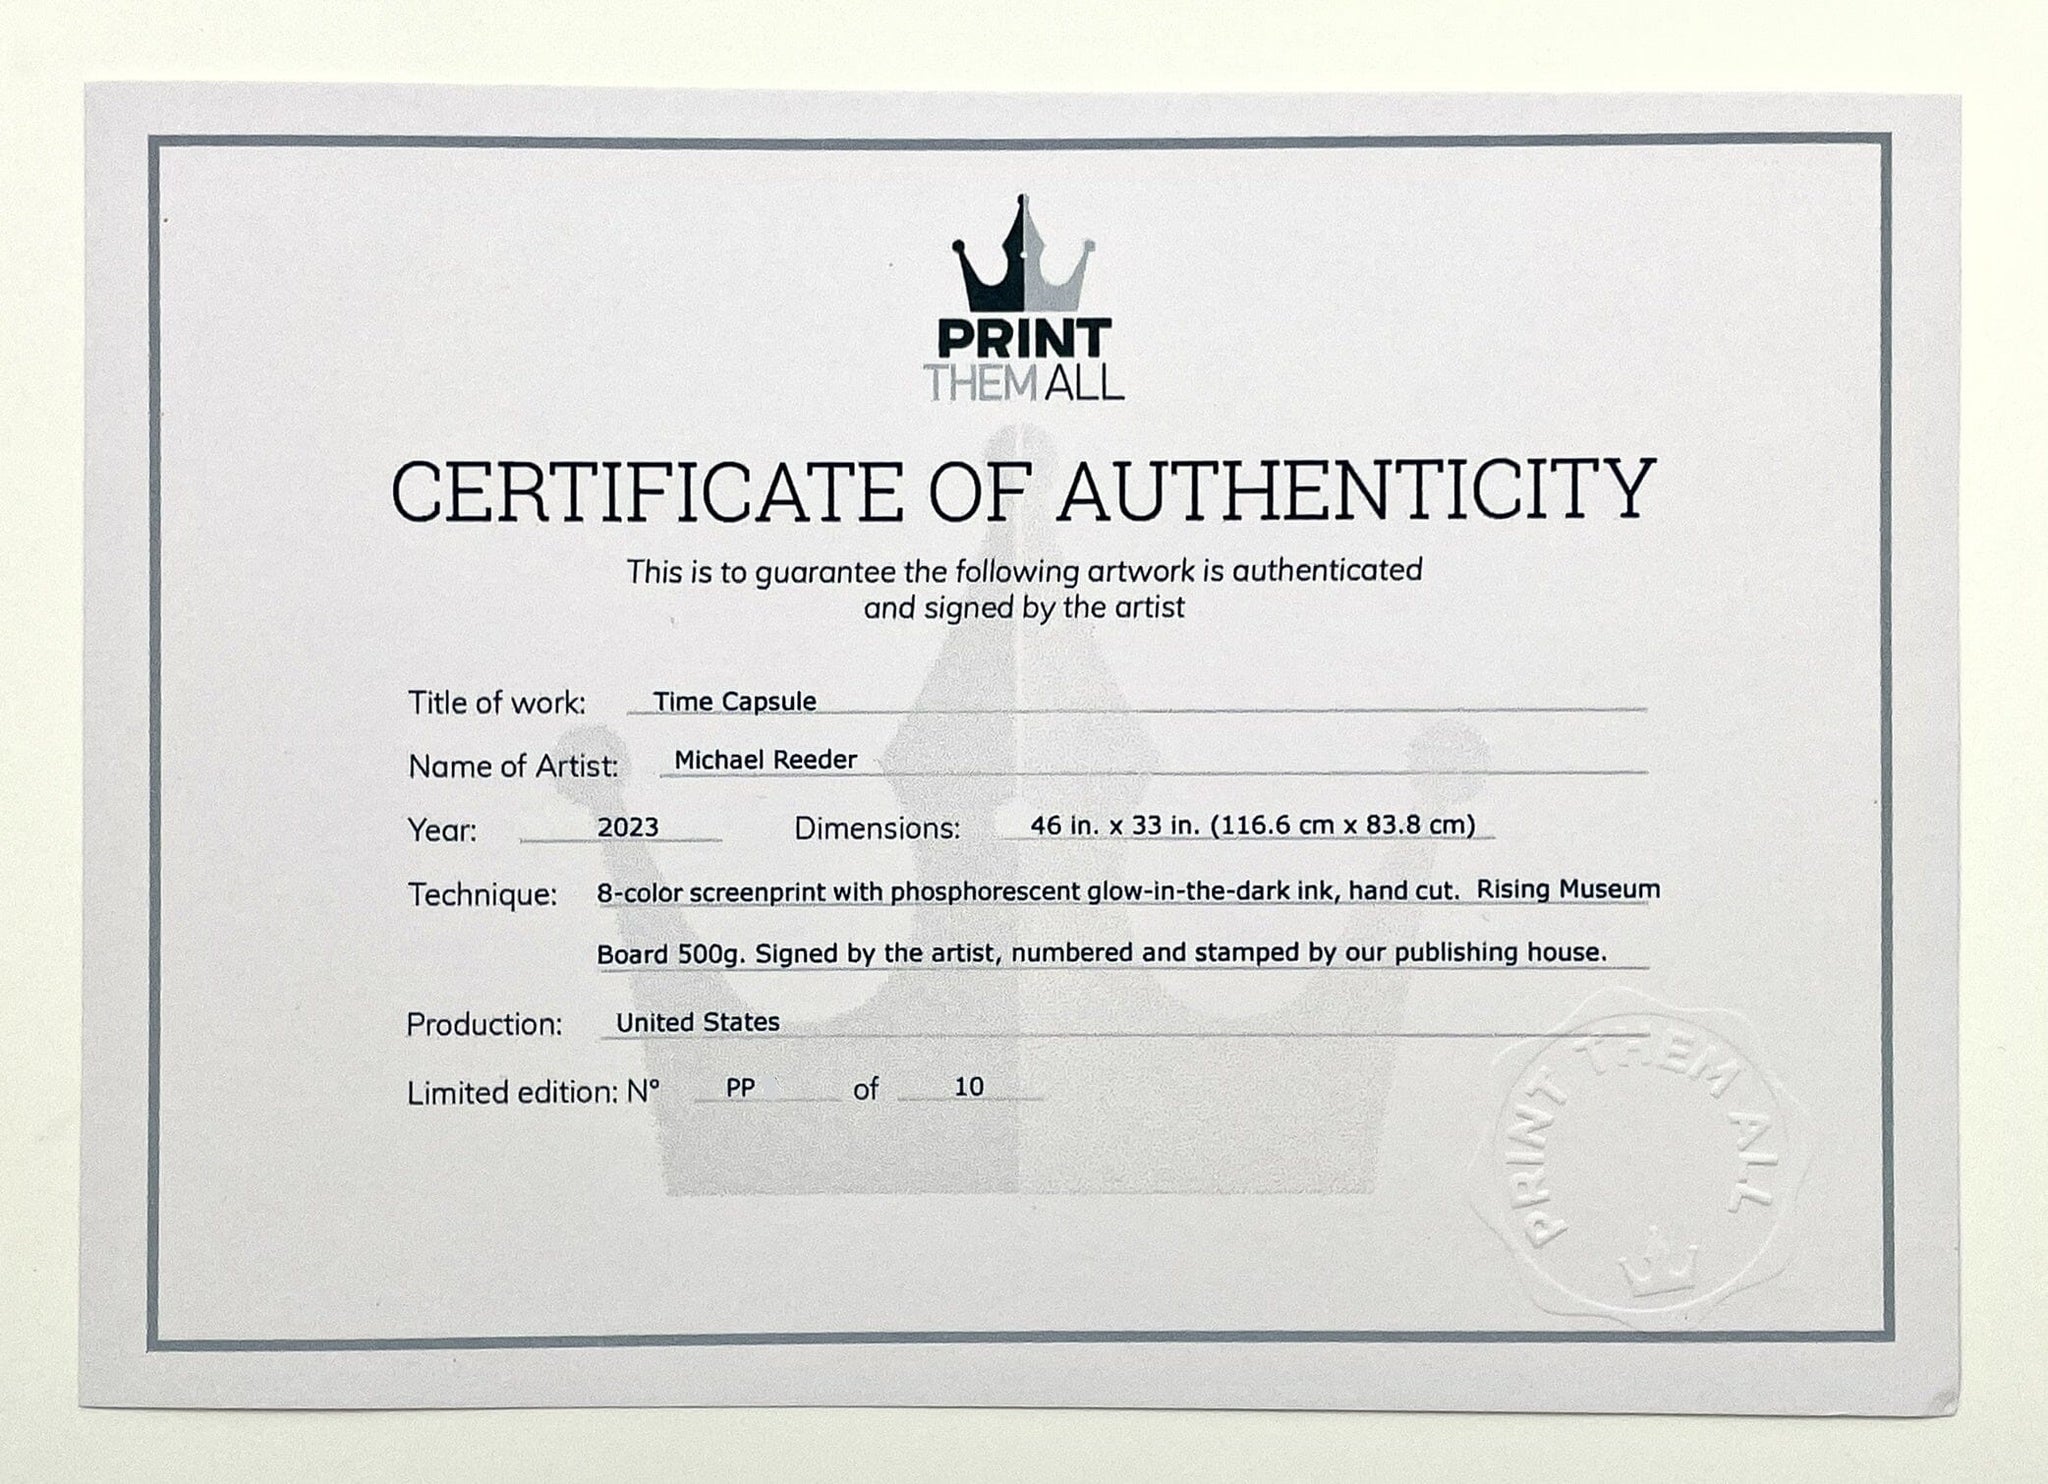 PRINT
THEM ALL
CERTIFICATE OF AUTHENTICITY
This is to guarantee the following artwork is authenticated
and signed by the artist
Title of work: Time Capsule
Name of Artist: Michael Reeder
Year: 2023 Dimensions: 46 in. x 33 in. (116.6 cm x 83.8 cm)
Technique: 8-color screenprint with phosphorescent glow-in-the-dark ink, hand cut. Rising Museum
Board 500g. Signed by the artist, numbered and stamped by our publishing house.
Production: United States
Limited edition: Nº PP of 10
PRINT THEM ALL